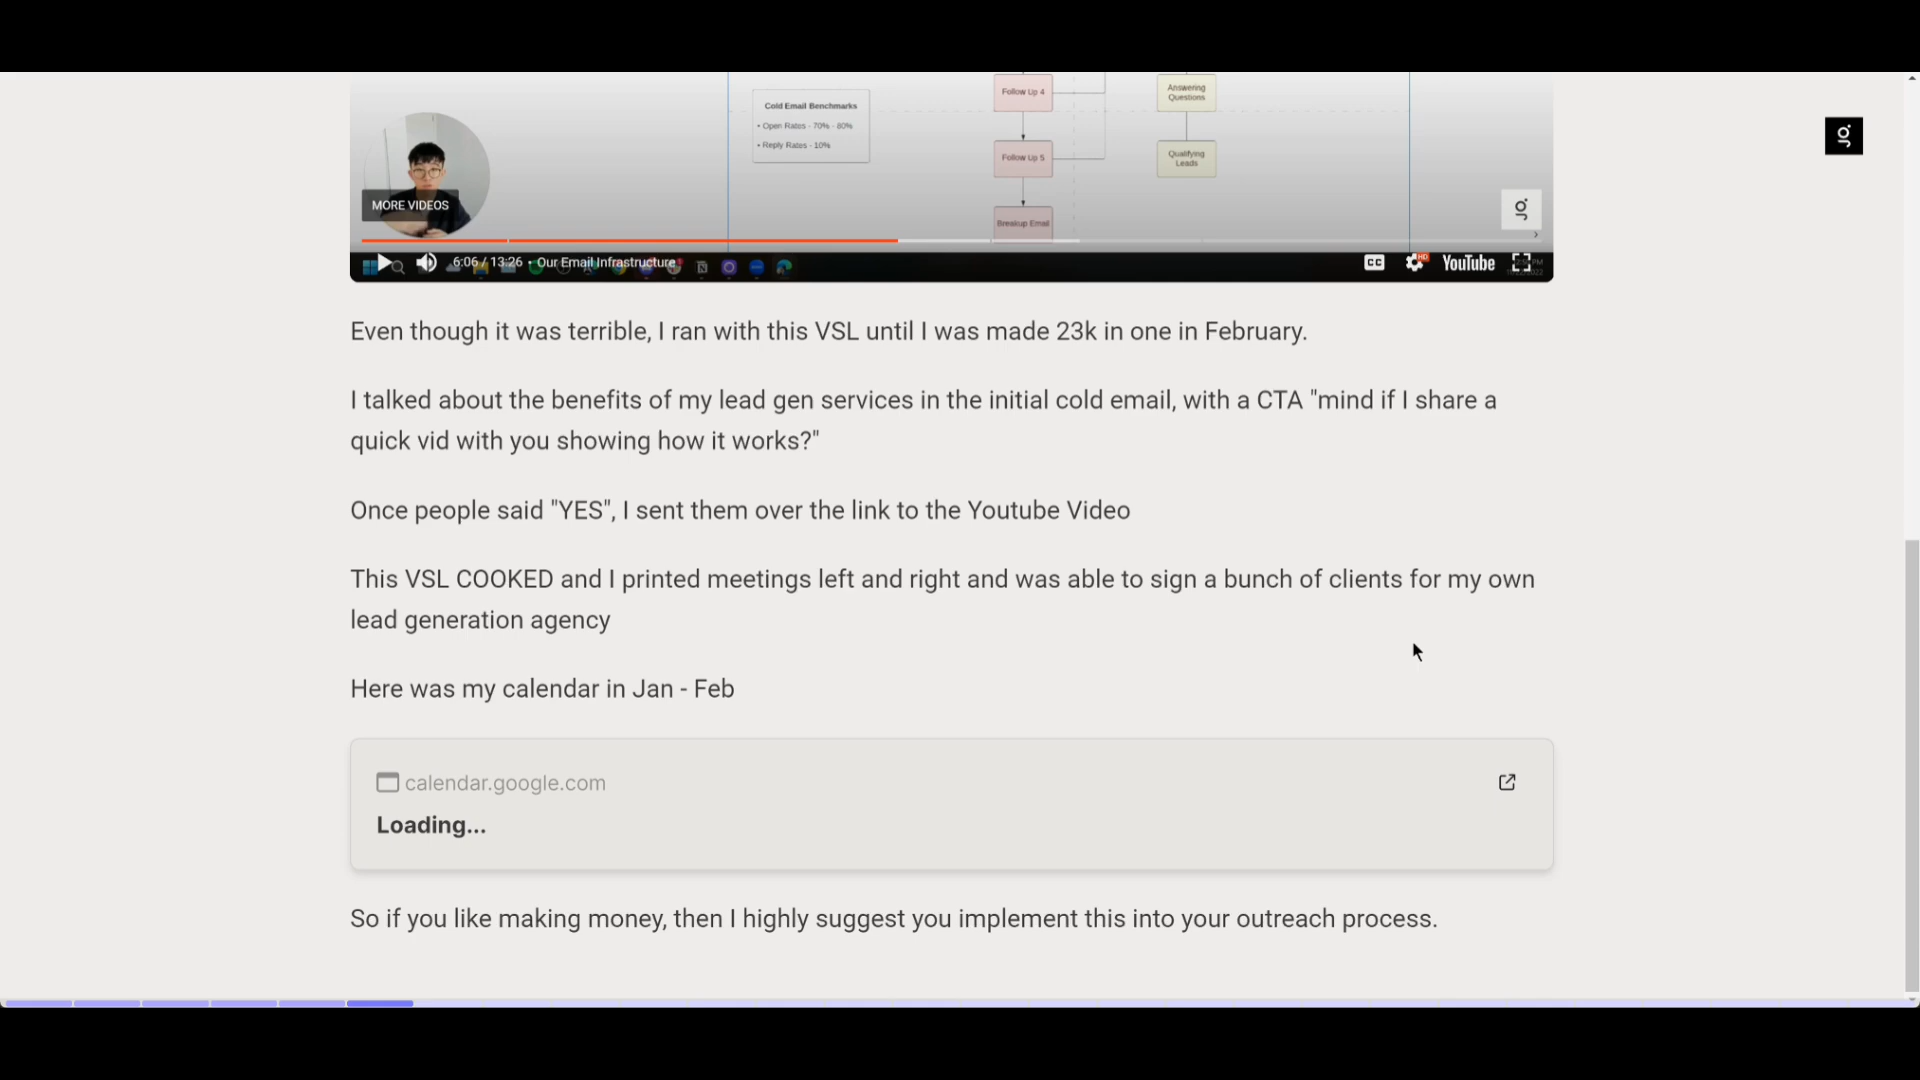 Follow Up 4
Answering
Questions
Cold Email Benchmarks
• Open Rates - 70% - 80%
• Reply Rates - 10%
Follow Up 5
Qualifying
Leads
MORE VIDEOS
Breakup Email
6:06 / 13:26 • Our Email Infrastructure
CC
HD
YouTube
Even though it was terrible, I ran with this VSL until I was made 23k in one in February.
I talked about the benefits of my lead gen services in the initial cold email, with a CTA "mind if I share a
quick vid with you showing how it works?"
Once people said "YES", I sent them over the link to the Youtube Video
This VSL COOKED and I printed meetings left and right and was able to sign a bunch of clients for my own
lead generation agency
Here was my calendar in Jan - Feb
calendar.google.com
Loading...
So if you like making money, then I highly suggest you implement this into your outreach process.